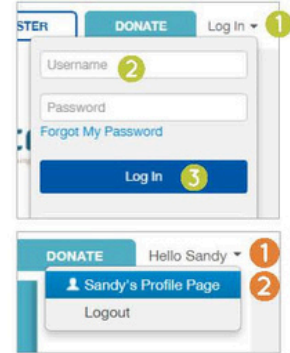 STER DONATE Log In 1
Username 2
Password
Forgot My Password
Log In 3
DONATE Hello Sandy 1
Sandy's Profile Page 2
Logout